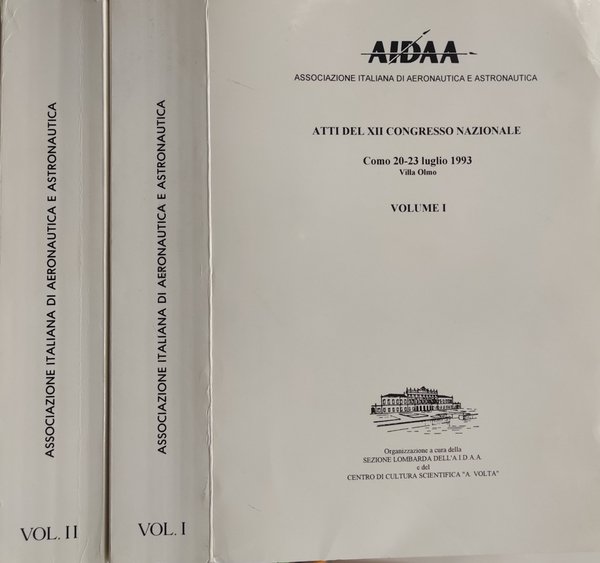 ASSOCIAZIONE ITALIANA DI AERONAUTICA E ASTRONAUTICA
VOL. II
ASSOCIAZIONE ITALIANA DI AERONAUTICA E ASTRONAUTICA
VOL. I
AIDAA
ASSOCIAZIONE ITALIANA DI AERONAUTICA E ASTRONAUTICA
ATTI DEL XII CONGRESSO NAZIONALE
Como 20-23 luglio 1993
Villa Olmo
VOLUME I
Organizzazione a cura della
SEZIONE LOMBARDA DELL'A I D A A
e del
CENTRO DI CULTURA SCIENTIFICA "A. VOLTA"